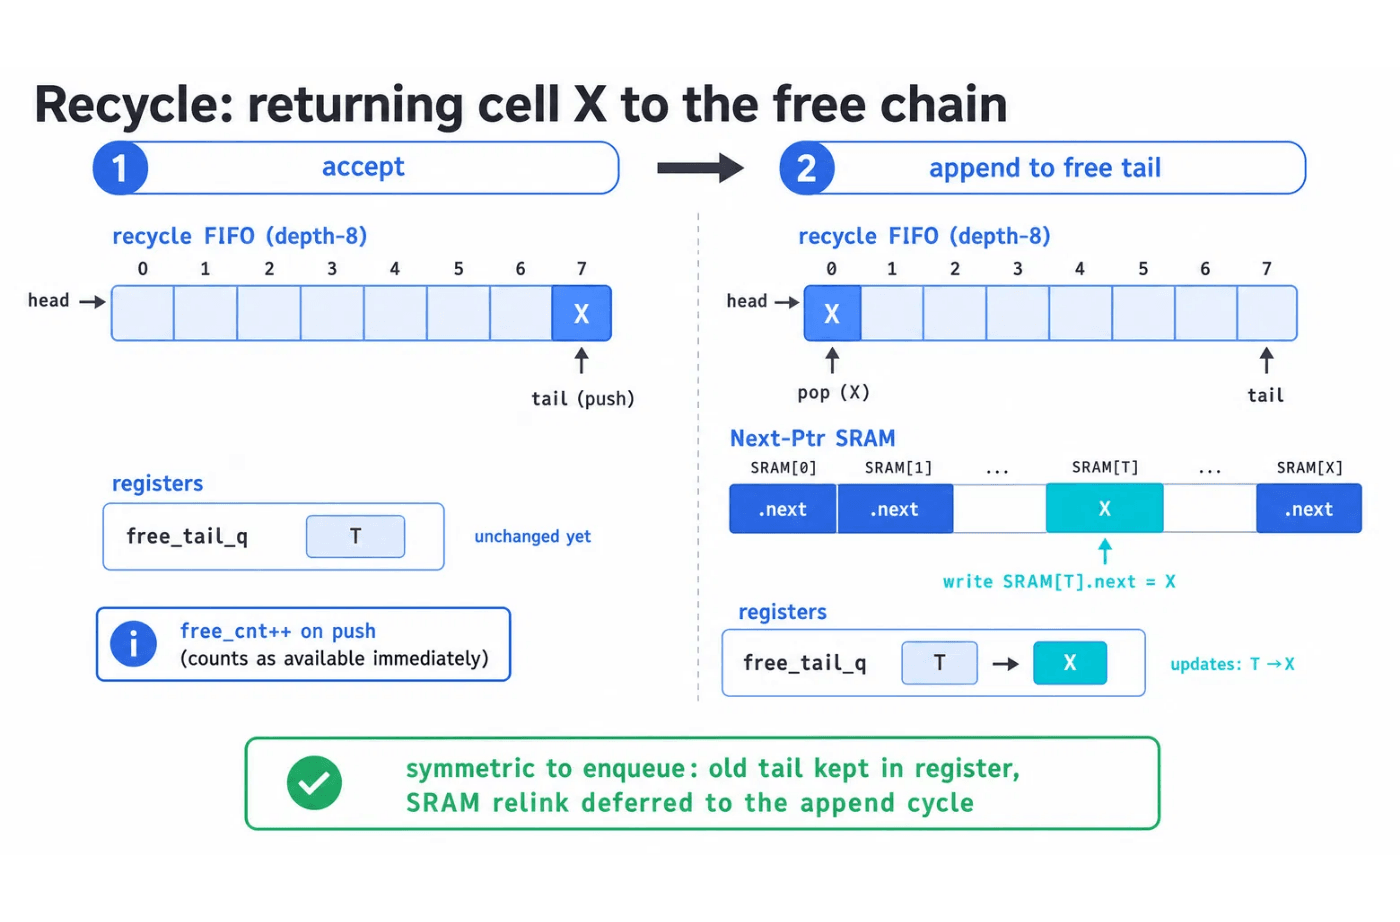 Recycle: returning cell X to the free chain
1 accept
2 append to free tail
recycle FIFO (depth-8)
0 1 2 3 4 5 6 7
head
X
tail (push)
registers
free_tail_q T unchanged yet
i
free_cnt++ on push
(counts as available immediately)
recycle FIFO (depth-8)
0 1 2 3 4 5 6 7
head
X
pop (X)
tail
Next-Ptr SRAM
SRAM[0] SRAM[1] ... SRAM[T] ... SRAM[X]
.next .next X .next
write SRAM[T].next = X
registers
free_tail_q T → X updates: T →X
symmetric to enqueue: old tail kept in register,
SRAM relink deferred to the append cycle